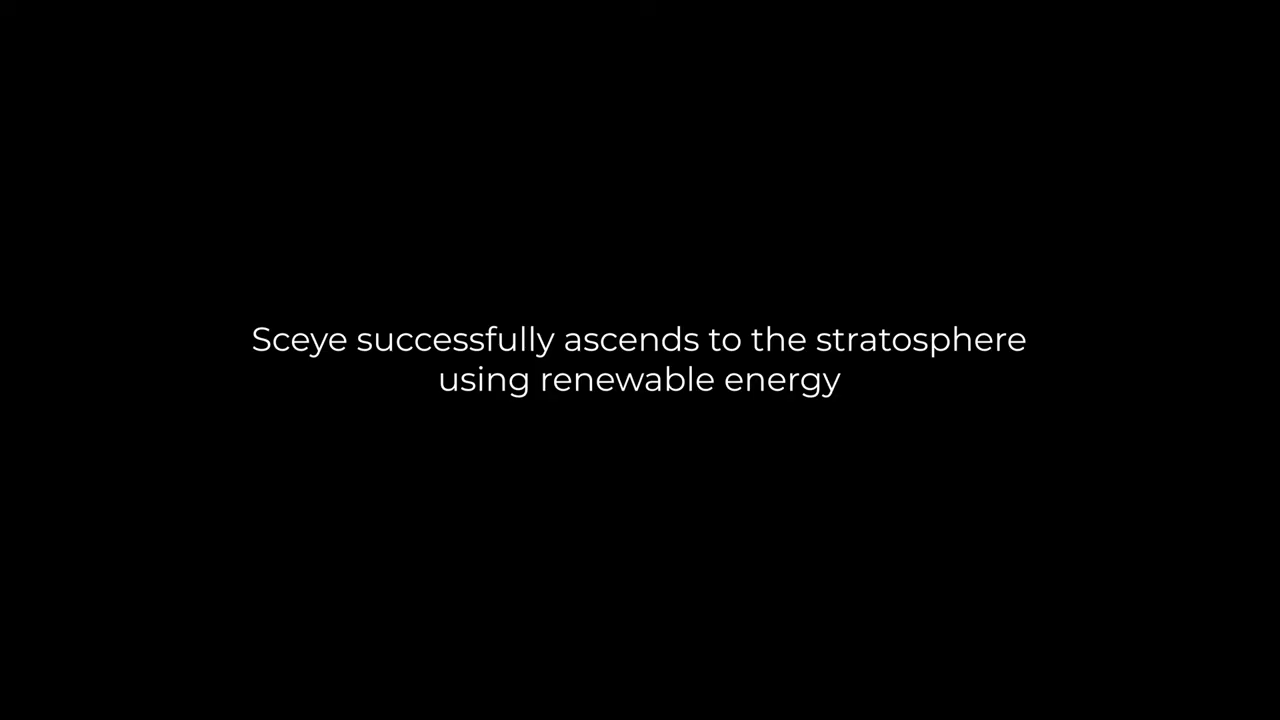 Sceye successfully ascends to the stratosphere
using renewable energy